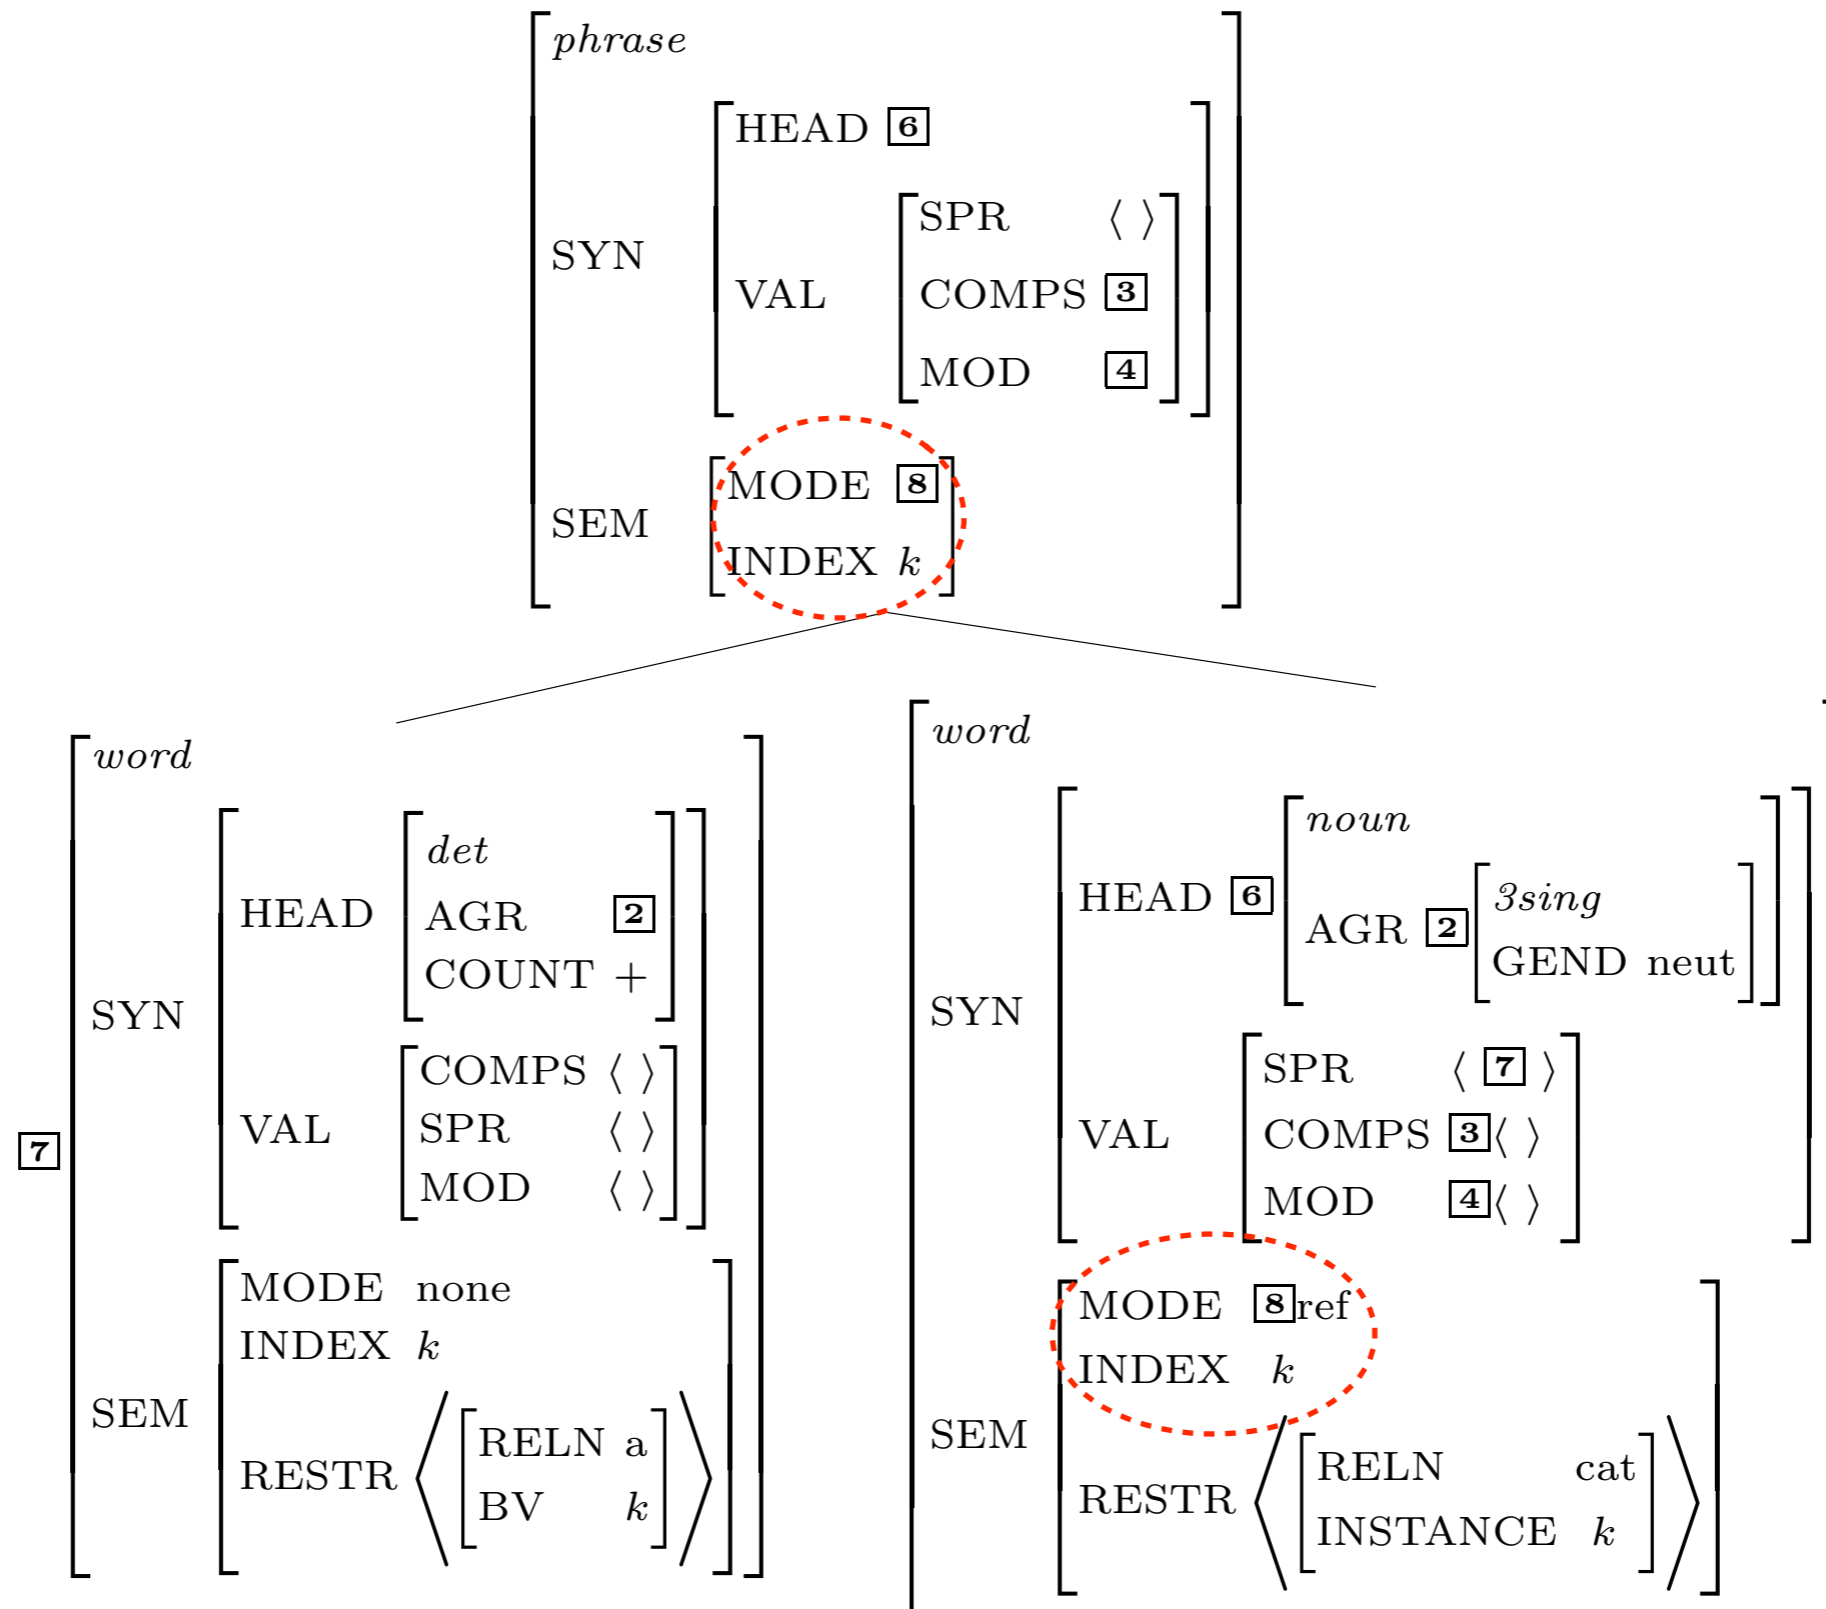 phrase
HEAD 6
SPR ⟨ ⟩
SYN
VAL COMPS 3
MOD 4
MODE 8
SEM
INDEX k
word
HEAD det
AGR 2
COUNT +
SYN
COMPS ⟨ ⟩
VAL SPR ⟨ ⟩
7
MOD ⟨ ⟩
MODE none
INDEX k
SEM
RELN a
RESTR
BV k
word
noun
HEAD 6
3sing
AGR 2
GEND neut
SYN
SPR ⟨ 7 ⟩
VAL COMPS 3⟨ ⟩
MOD 4⟨ ⟩
MODE 8ref
INDEX k
SEM
RELN cat
RESTR
INSTANCE k